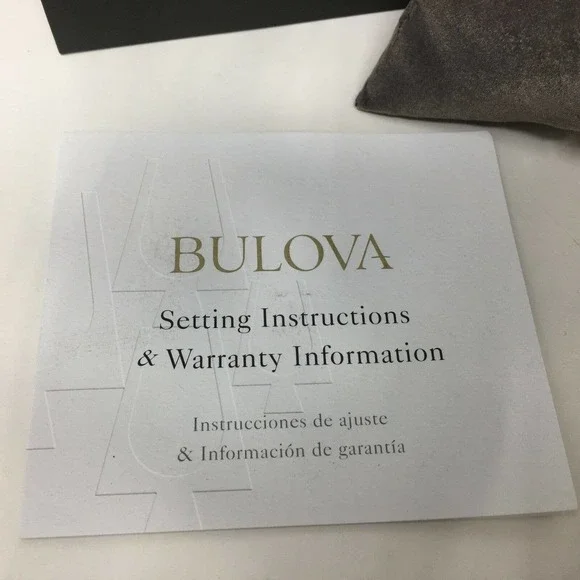 BULOVA
Setting Instructions
& Warranty Information
Instrucciones de ajuste
& Información de garantía